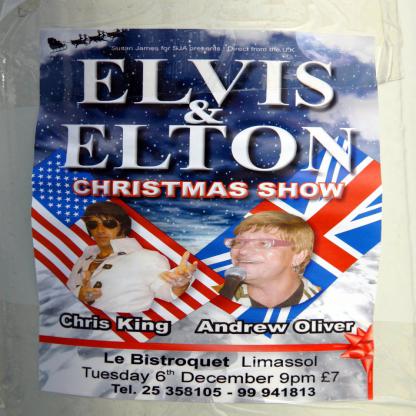 Susan James for SJA presents "Direct from the UK"
ELVIS
&
ELTON
CHRISTMAS SHOW
Chris King Andrew Oliver
Le Bistroquet Limassol
Tuesday 6th December 9pm £7
Tel. 25 358105 - 99 941813